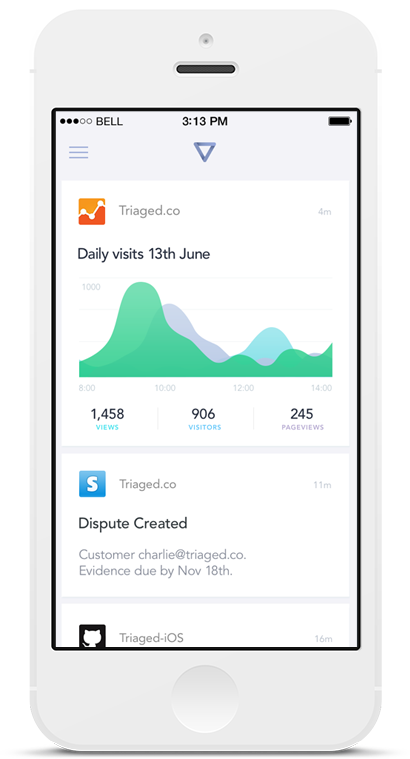 BELL
3:13 PM
Triaged.co
4m
Daily visits 13th June
1000
8:00 10:00 12:00 14:00
1,458 906 245
VIEWS VISITORS PAGEVIEWS
S
Triaged.co
11m
Dispute Created
Customer charlie@triaged.co.
Evidence due by Nov 18th.
Triaged-iOS
16m